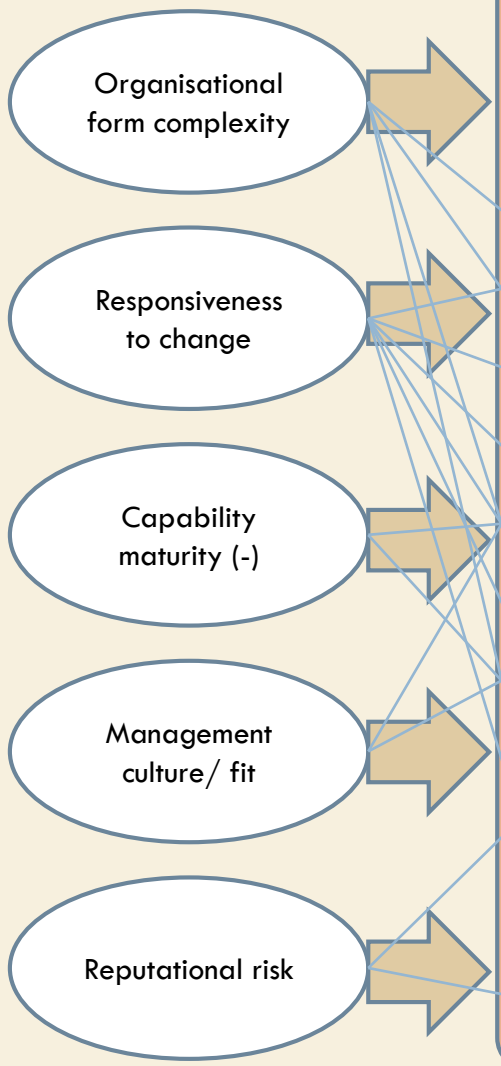 Organisational
form complexity
Responsiveness
to change
Capability
maturity (-)
Management
culture/ fit
Reputational risk